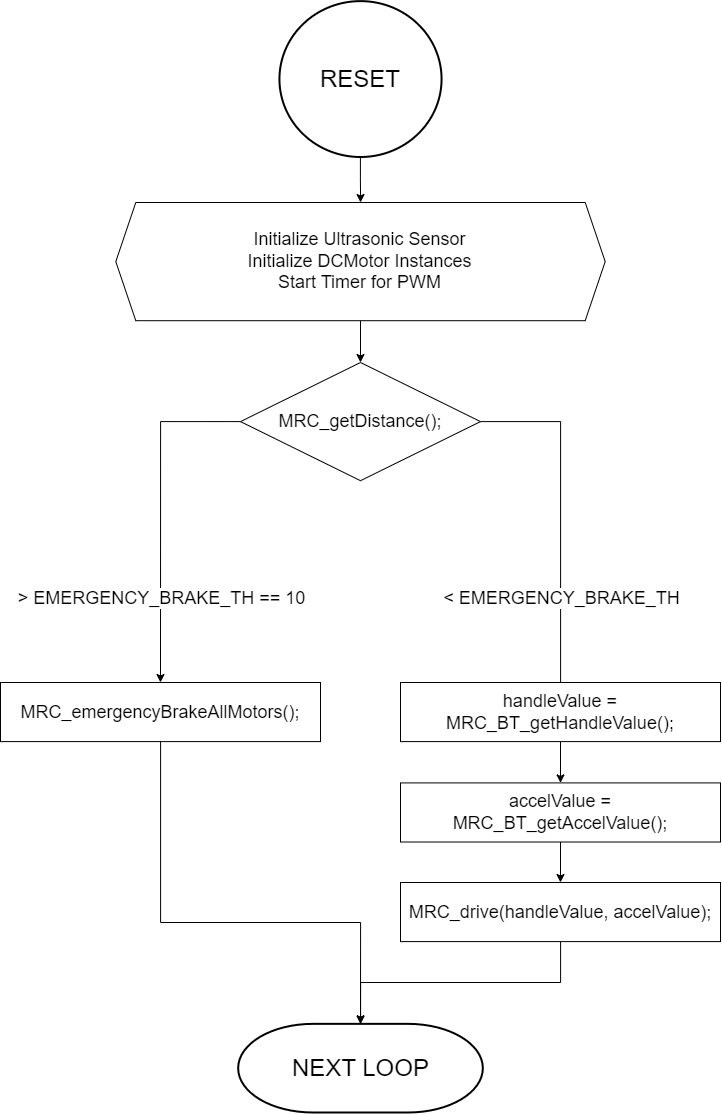 RESET
Initialize Ultrasonic Sensor
Initialize DCMotor Instances
Start Timer for PWM
MRC_getDistance();
> EMERGENCY_BRAKE_TH == 10
< EMERGENCY_BRAKE_TH
MRC_emergencyBrakeAllMotors();
handleValue =
MRC_BT_getHandleValue();
accelValue =
MRC_BT_getAccelValue();
MRC_drive(handleValue, accelValue);
NEXT LOOP